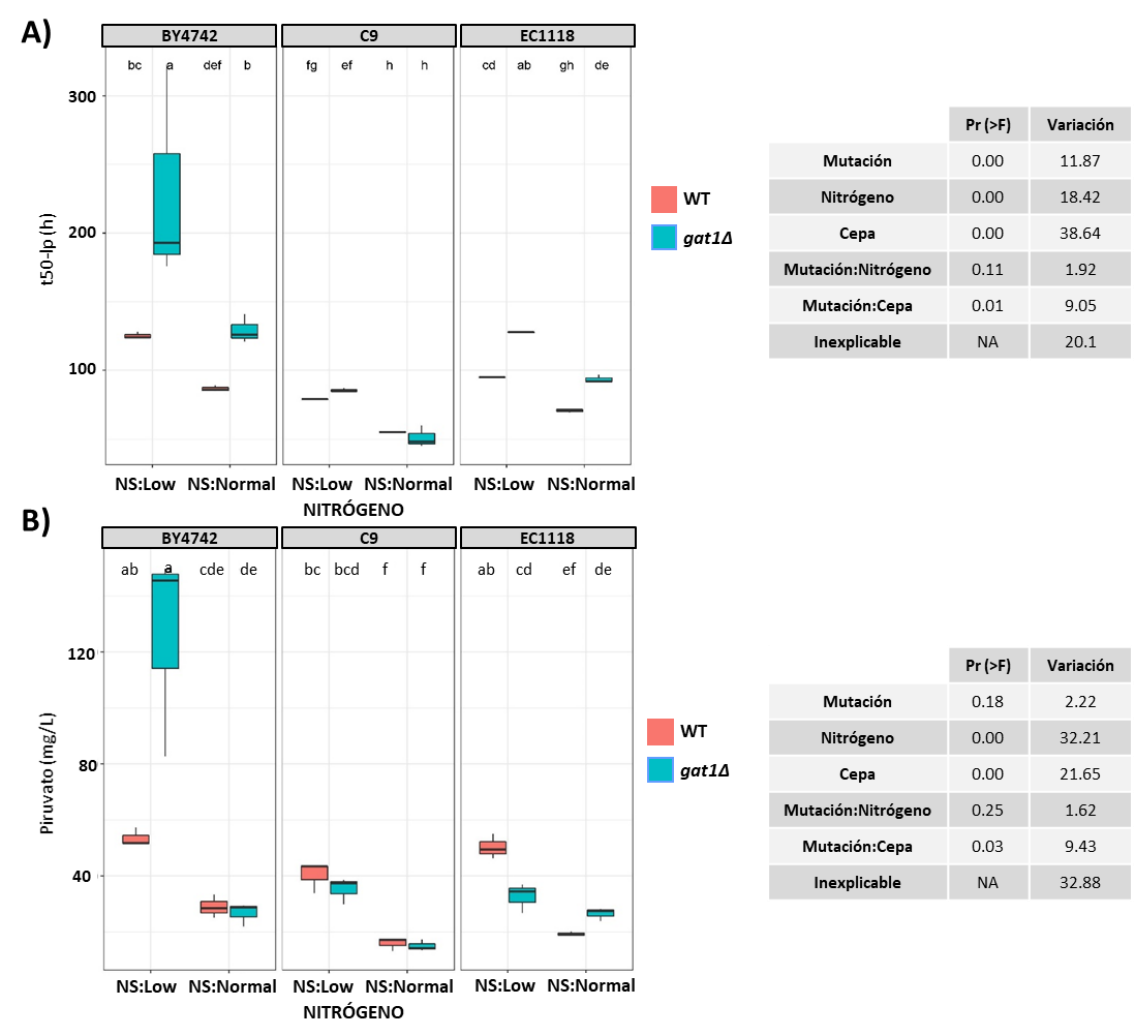 A)
BY4742 C9 EC1118
bc a def b fg ef h h cd ab gh de
300
200
100
t50-lp (h)
NS:Low NS:Normal NS:Low NS:Normal NS:Low NS:Normal
NITRÓGENO
WT
gat1Δ
Pr (>F) Variación
Mutación 0.00 11.87
Nitrógeno 0.00 18.42
Cepa 0.00 38.64
Mutación:Nitrógeno 0.11 1.92
Mutación:Cepa 0.01 9.05
Inexplicable NA 20.1
B)
BY4742 C9 EC1118
ab a cde de bc bcd f f ab cd ef de
120
80
40
Piruvato (mg/L)
NS:Low NS:Normal NS:Low NS:Normal NS:Low NS:Normal
NITRÓGENO
WT
gat1Δ
Pr (>F) Variación
Mutación 0.18 2.22
Nitrógeno 0.00 32.21
Cepa 0.00 21.65
Mutación:Nitrógeno 0.25 1.62
Mutación:Cepa 0.03 9.43
Inexplicable NA 32.88